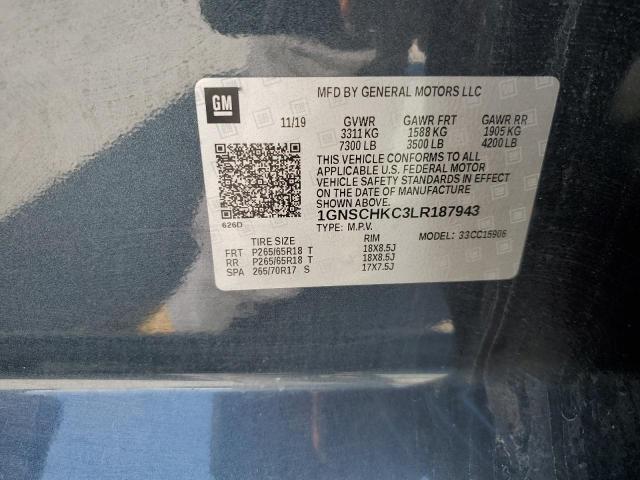 GM
MFD BY GENERAL MOTORS LLC
11/19 GVWR GAWR FRT GAWR RR
3311 KG 1588 KG 1905 KG
7300 LB 3500 LB 4200 LB
THIS VEHICLE CONFORMS TO ALL
APPLICABLE U.S. FEDERAL MOTOR
VEHICLE SAFETY STANDARDS IN
EFFECT ON THE DATE OF MANUFACTURE
SHOWN ABOVE.
1GNSCHKC3LR187943
626D TYPE: M.P.V. MODEL: 33CC15906
TIRE SIZE RIM
FRT P265/65R18 T 18X8.5J
RR P265/65R18 T 18X8.5J
SPA 265/70R17 S 17X7.5J